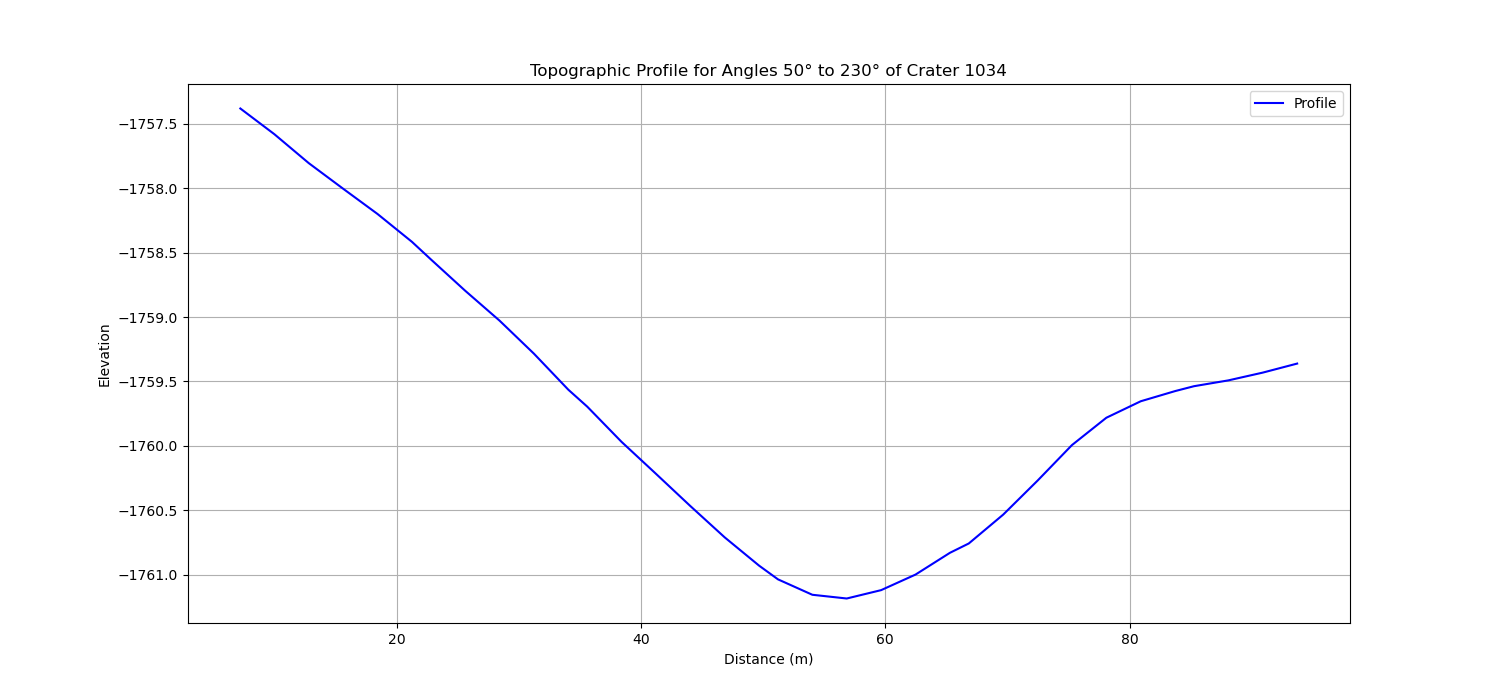 Topographic Profile for Angles 50° to 230° of Crater 1034
Profile
−1757.5
−1758.0
−1758.5
−1759.0
−1759.5
−1760.0
−1760.5
−1761.0
Elevation
20 40 60 80
Distance (m)